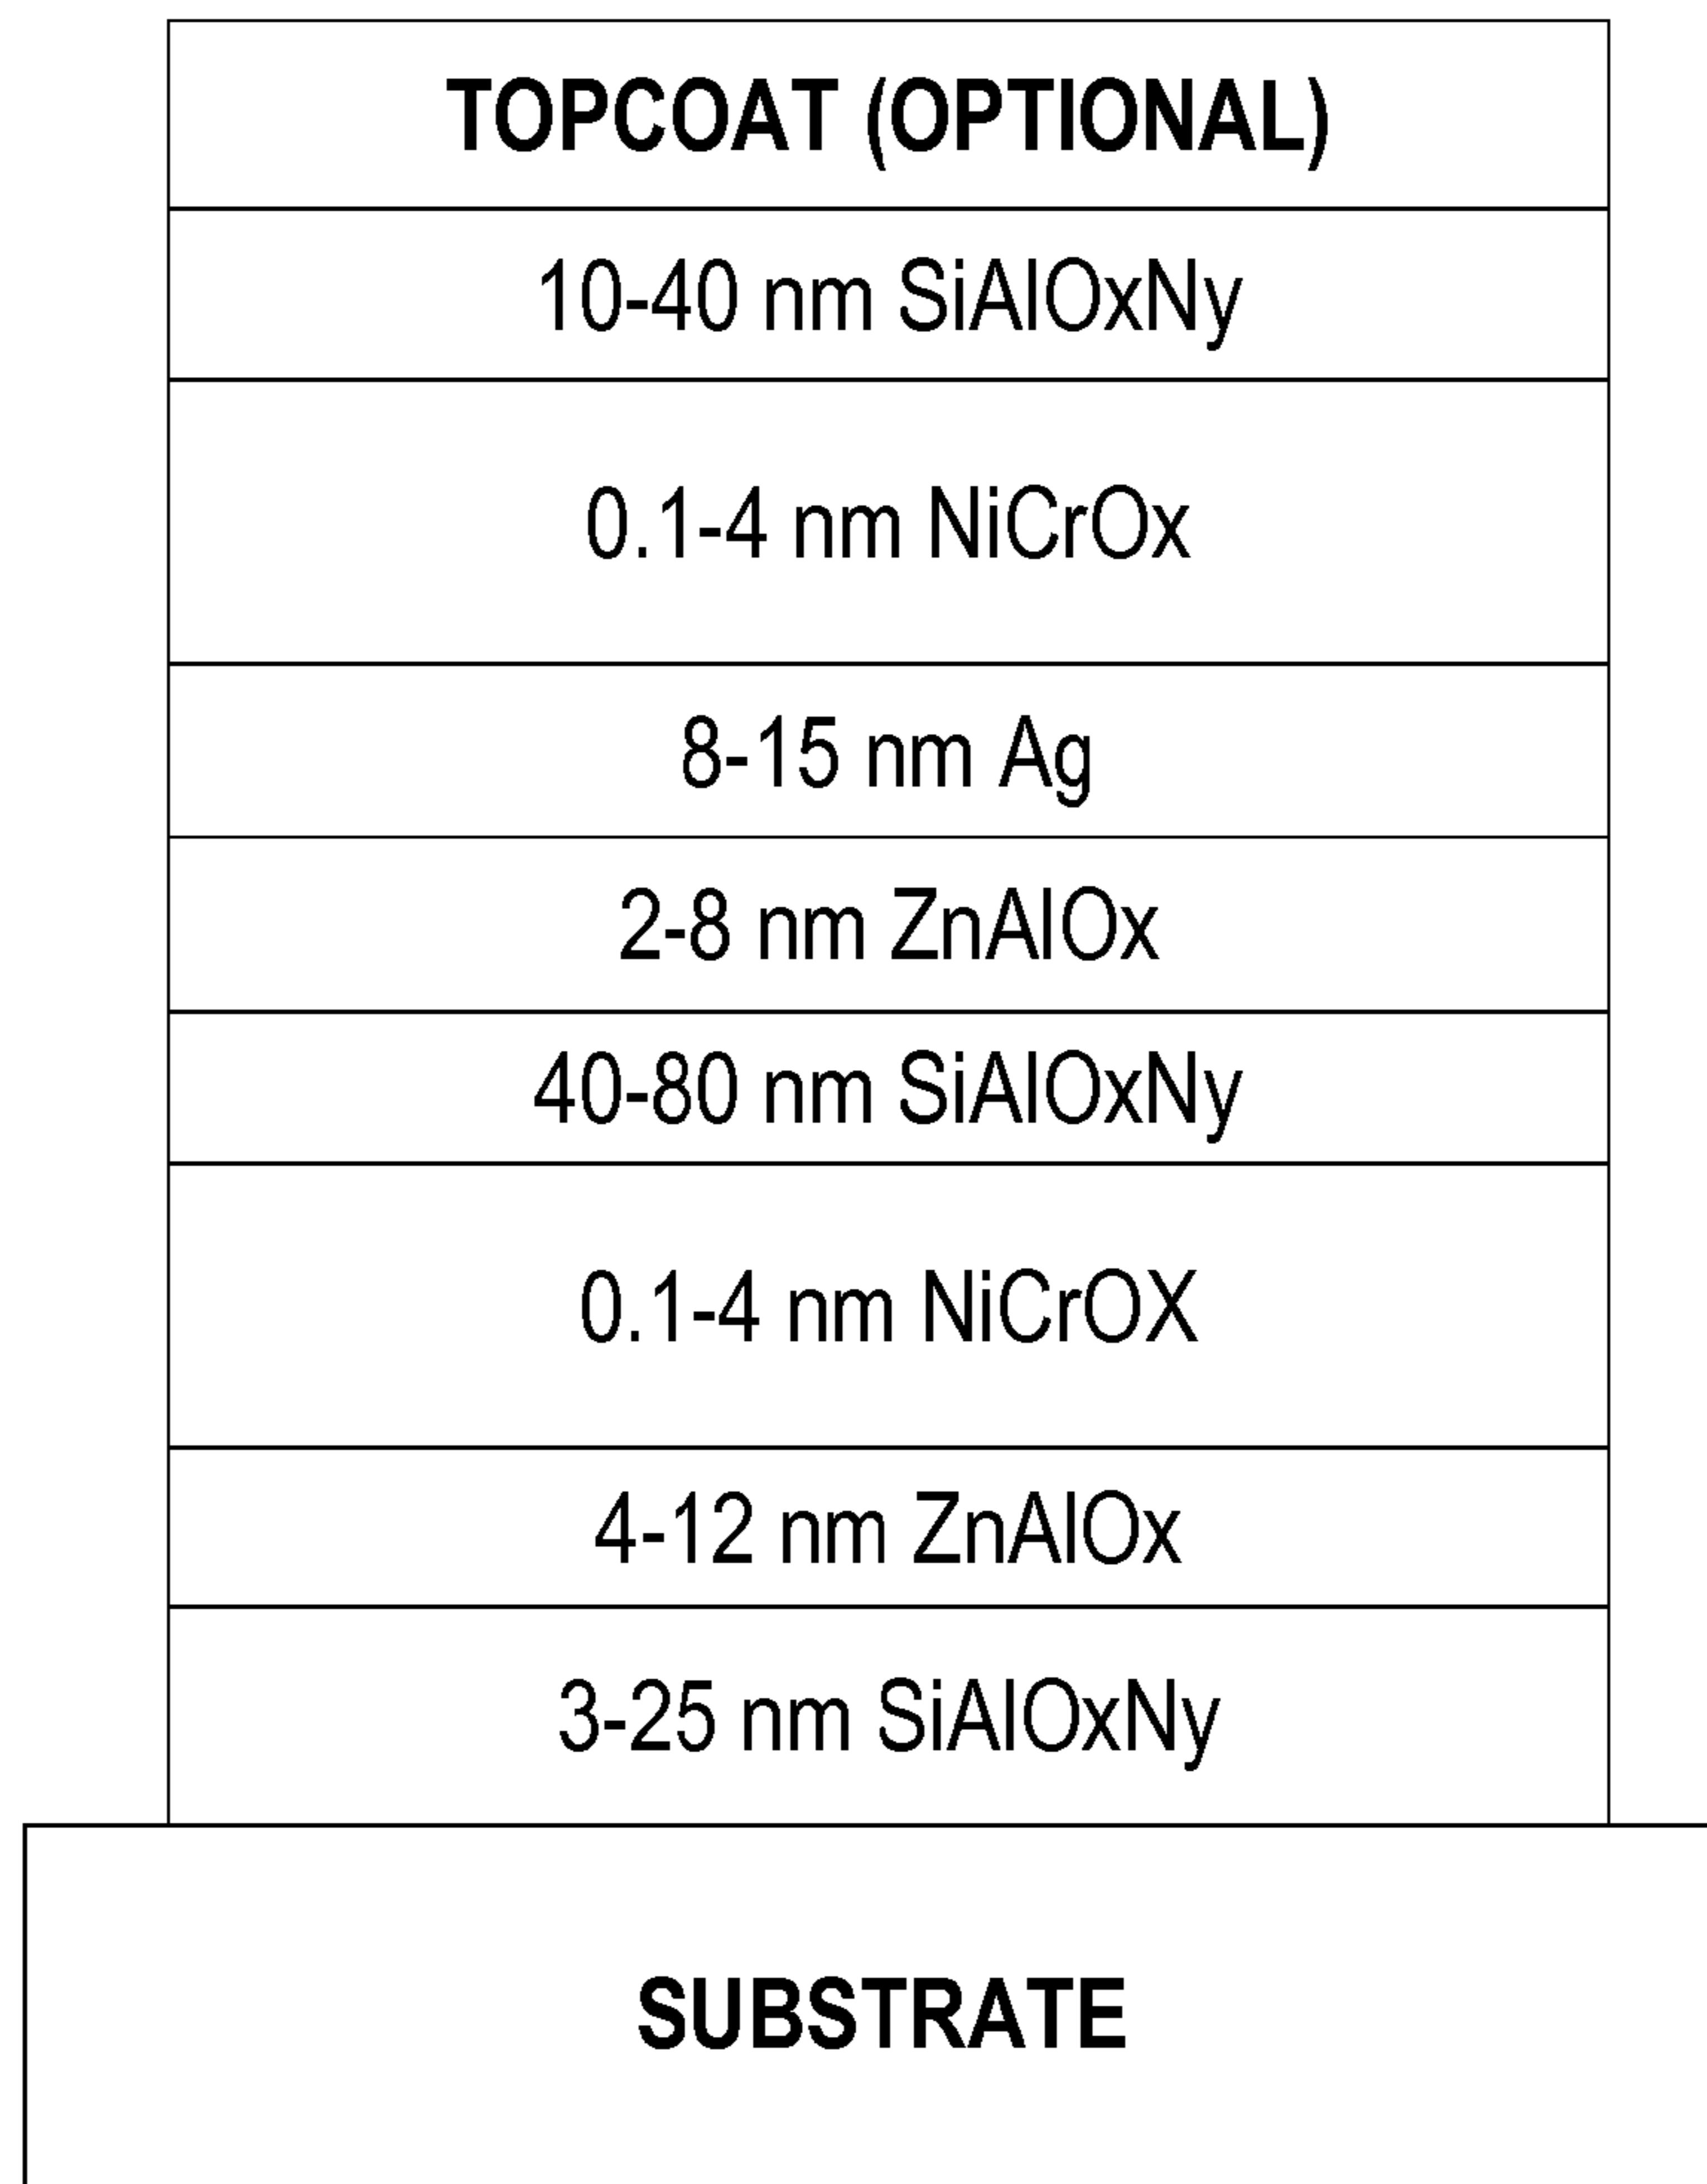 TOPCOAT (OPTIONAL)
10-40 nm SiAlOxNy
0.1-4 nm NiCrOx
8-15 nm Ag
2-8 nm ZnAlOx
40-80 nm SiAlOxNy
0.1-4 nm NiCrOX
4-12 nm ZnAlOx
3-25 nm SiAlOxNy
SUBSTRATE